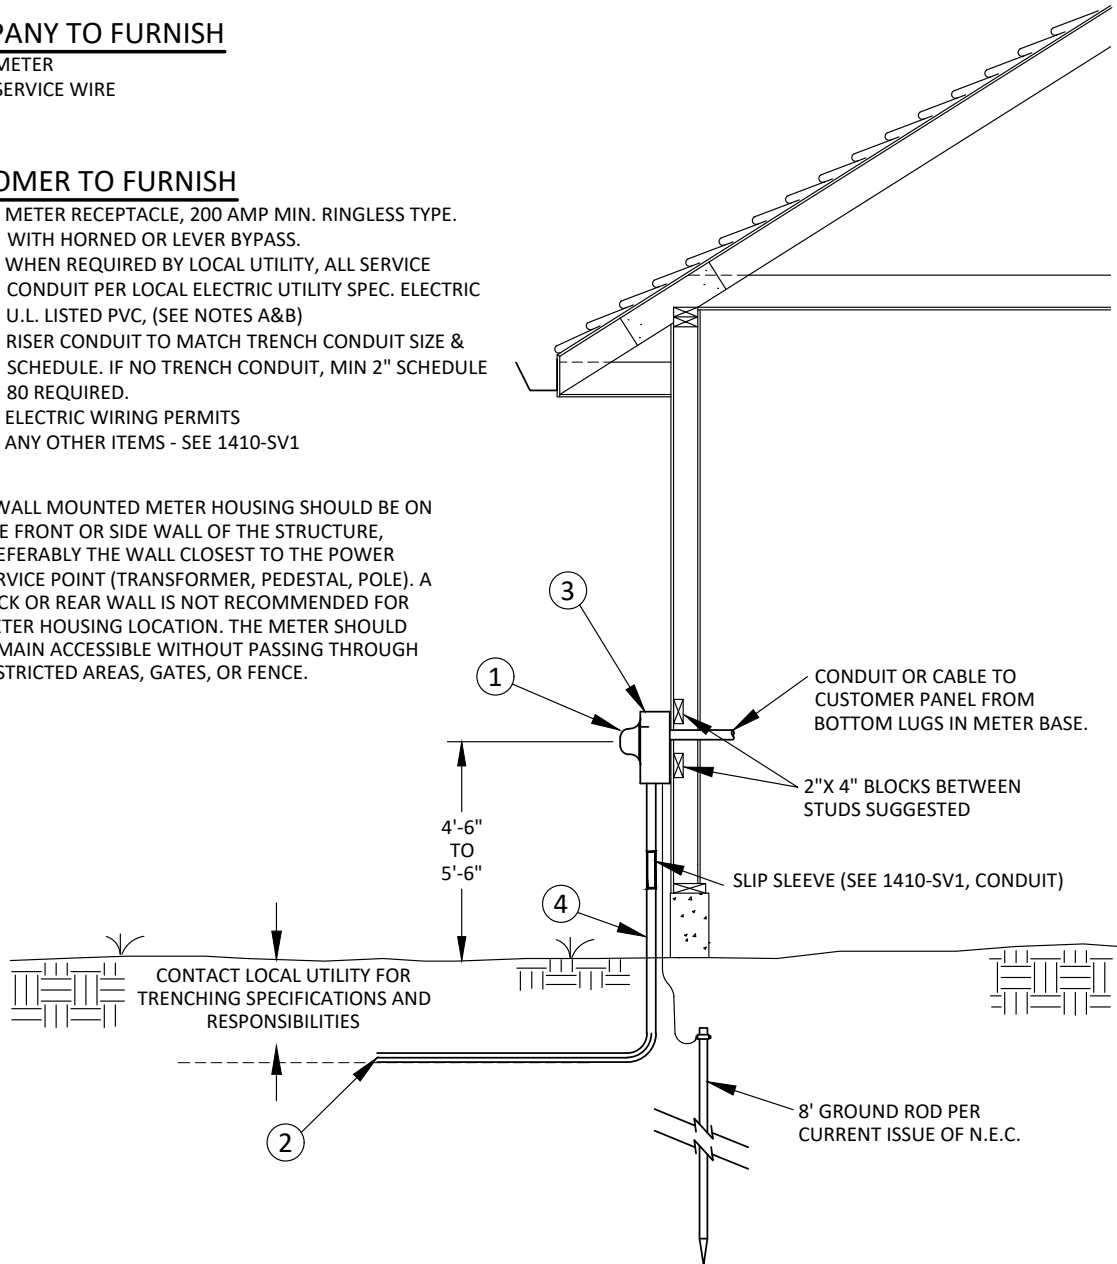 PANY TO FURNISH
METER
SERVICE WIRE
OMER TO FURNISH
METER RECEPTACLE, 200 AMP MIN. RINGLESS TYPE.
WITH HORNED OR LEVER BYPASS.
WHEN REQUIRED BY LOCAL UTILITY, ALL SERVICE
CONDUIT PER LOCAL ELECTRIC UTILITY SPEC. ELECTRIC
U.L. LISTED PVC, (SEE NOTES A&B)
RISER CONDUIT TO MATCH TRENCH CONDUIT SIZE &
SCHEDULE. IF NO TRENCH CONDUIT, MIN 2" SCHEDULE
80 REQUIRED.
ELECTRIC WIRING PERMITS
ANY OTHER ITEMS - SEE 1410-SV1
WALL MOUNTED METER HOUSING SHOULD BE ON
E FRONT OR SIDE WALL OF THE STRUCTURE,
EFERABLY THE WALL CLOSEST TO THE POWER
RVICE POINT (TRANSFORMER, PEDESTAL, POLE). A
CK OR REAR WALL IS NOT RECOMMENDED FOR
ETER HOUSING LOCATION. THE METER SHOULD
MAIN ACCESSIBLE WITHOUT PASSING THROUGH
STRICTED AREAS, GATES, OR FENCE.
3
1
CONDUIT OR CABLE TO
CUSTOMER PANEL FROM
BOTTOM LUGS IN METER BASE.
2"X 4" BLOCKS BETWEEN
STUDS SUGGESTED
4'-6"
TO
5'-6"
SLIP SLEEVE (SEE 1410-SV1, CONDUIT)
4
CONTACT LOCAL UTILITY FOR
TRENCHING SPECIFICATIONS AND
RESPONSIBILITIES
2
8' GROUND ROD PER
CURRENT ISSUE OF N.E.C.